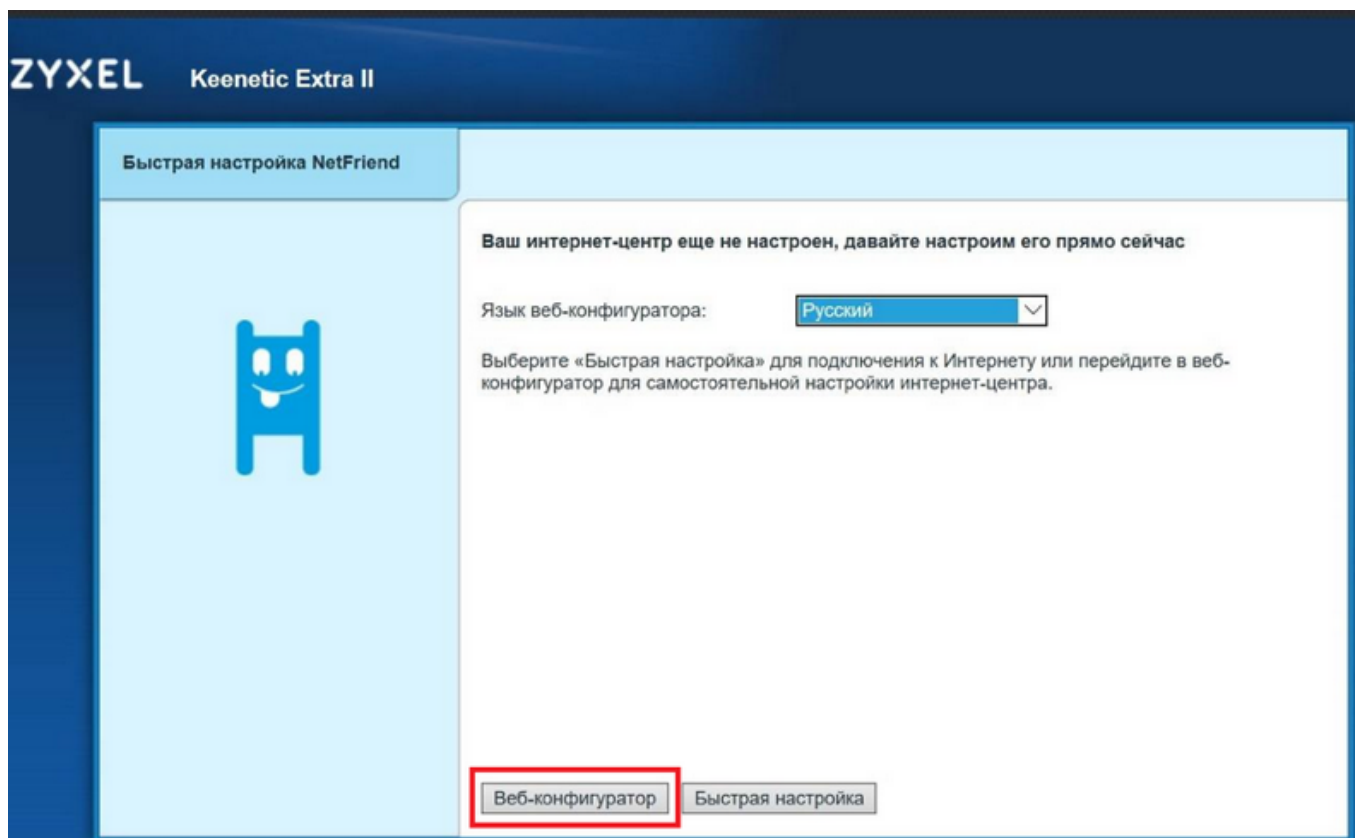 ZYXEL Keenetic Extra II
Быстрая настройка NetFriend
Ваш интернет-центр еще не настроен, давайте настроим его прямо сейчас
Язык веб-конфигуратора: Русский
Выберите «Быстрая настройка» для подключения к Интернету или перейдите в веб-
конфигуратор для самостоятельной настройки интернет-центра.
Веб-конфигуратор Быстрая настройка